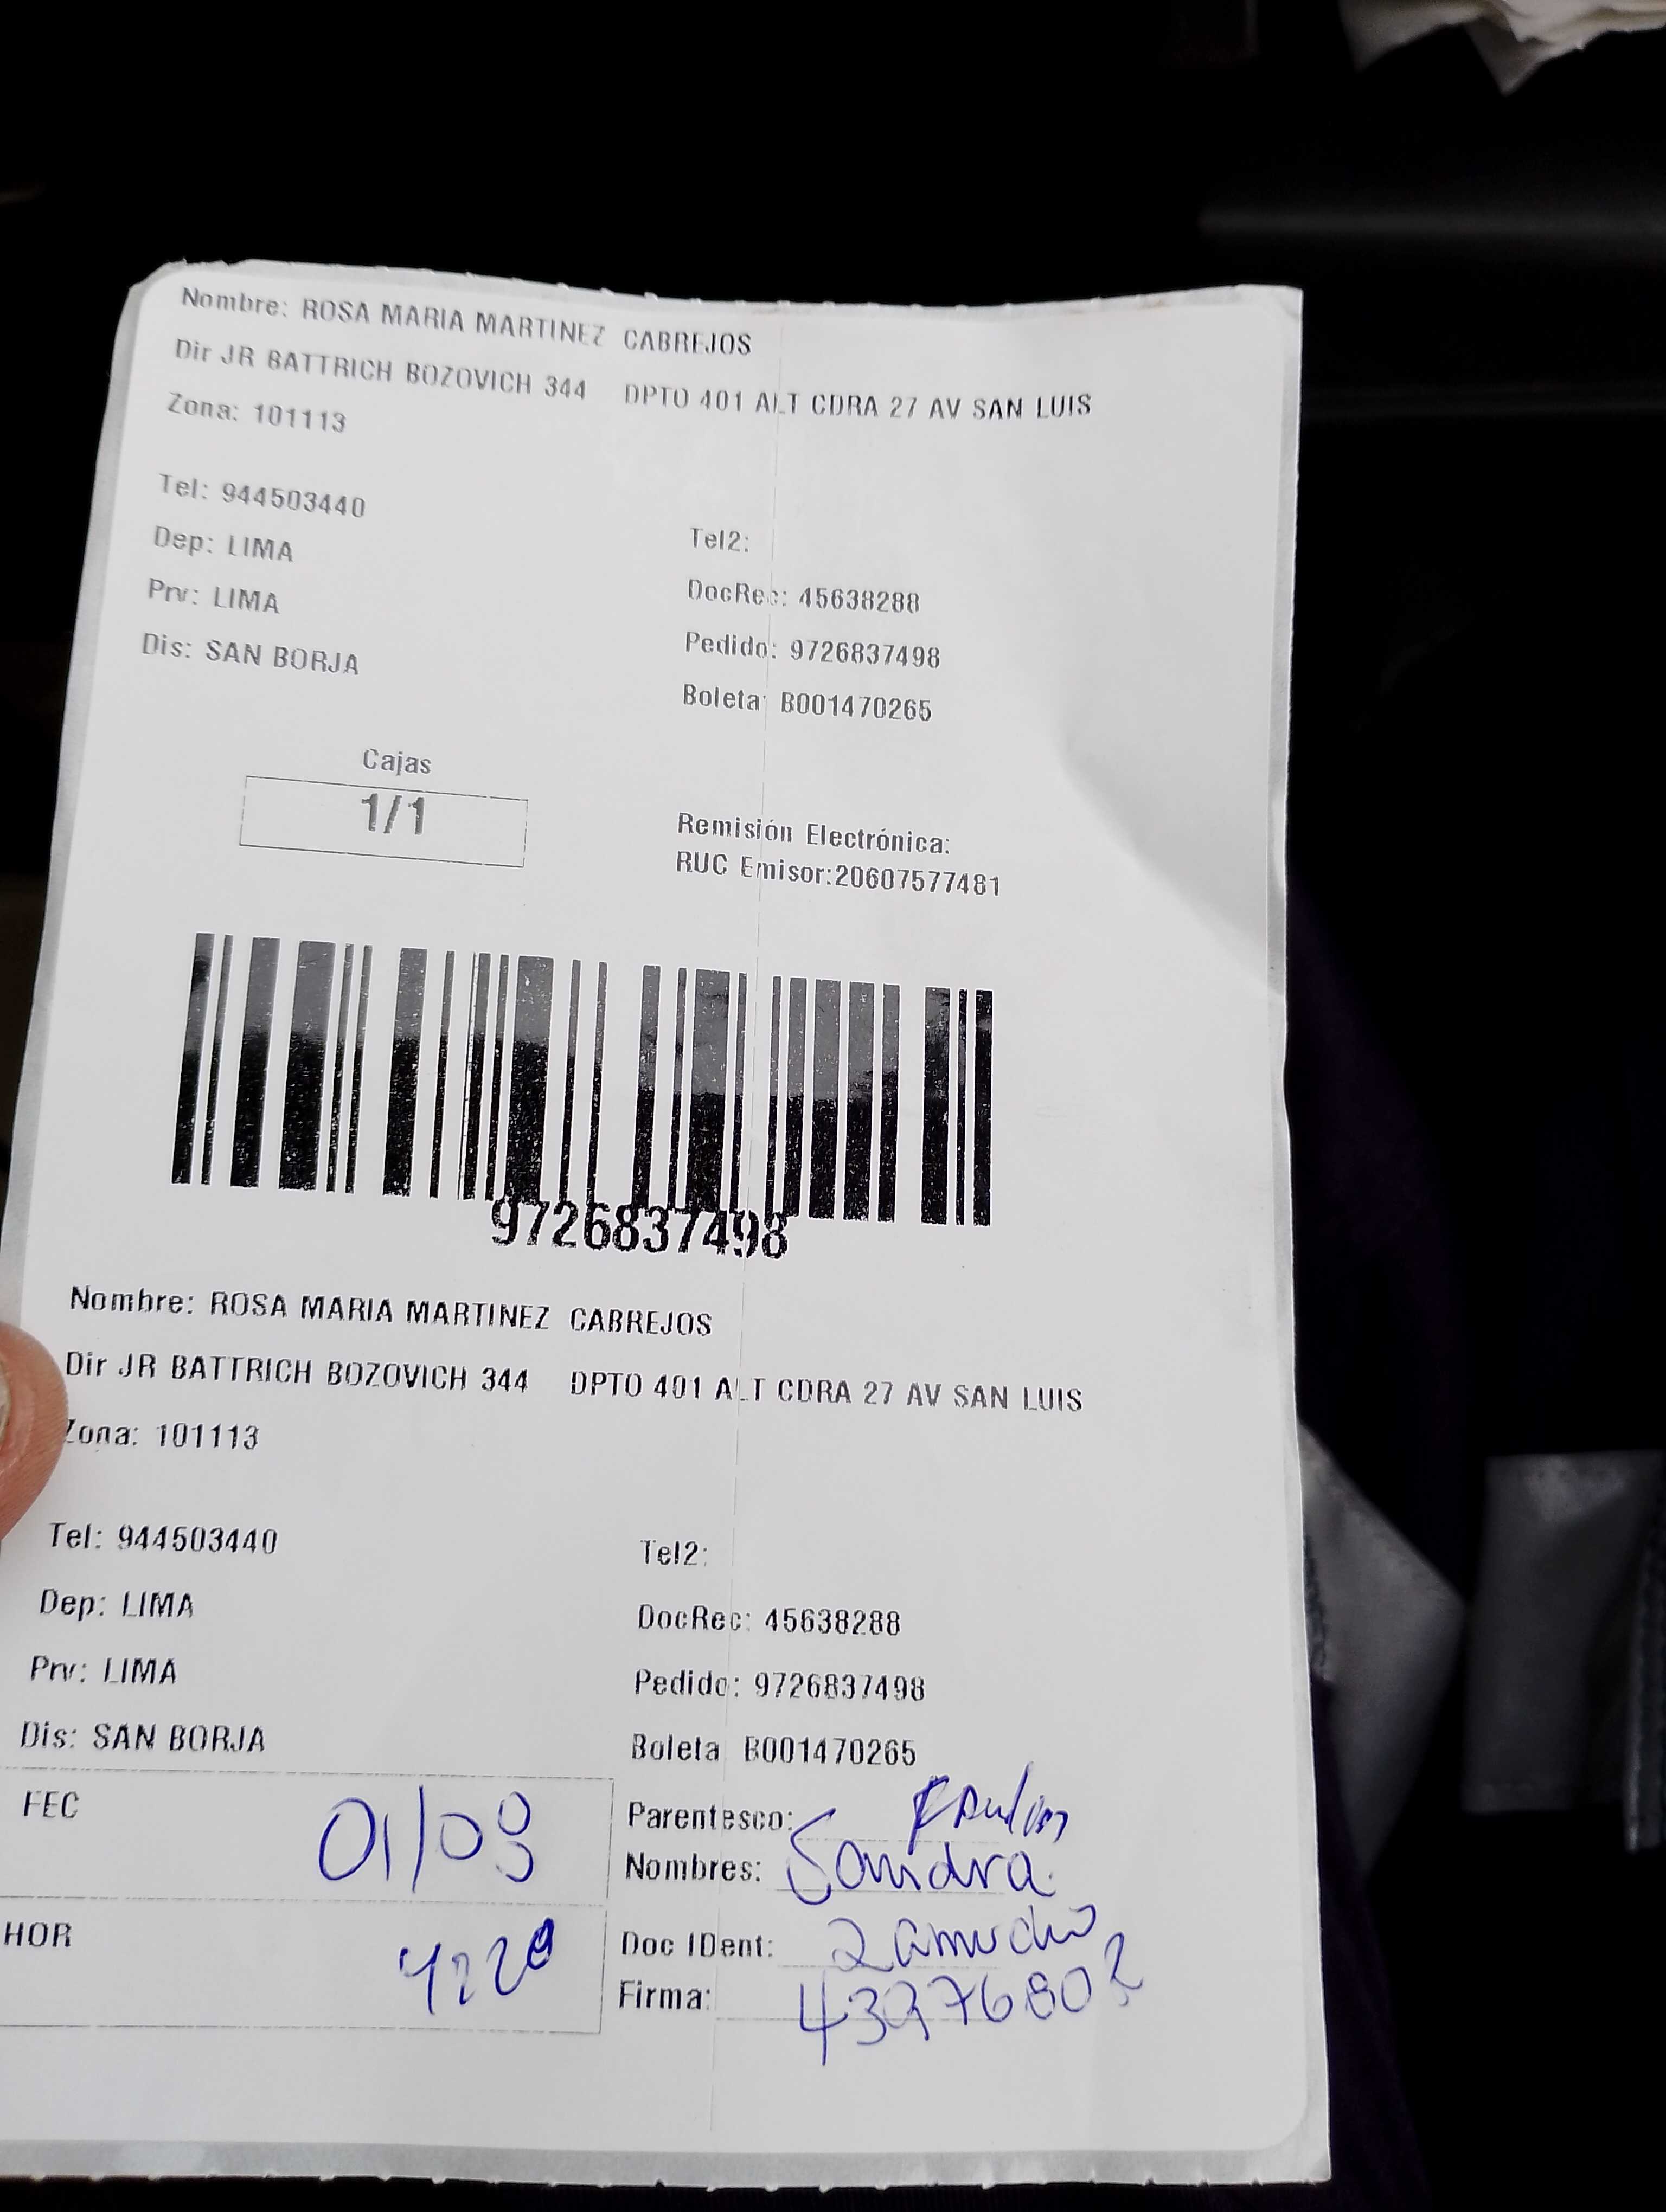 Nombre: ROSA MARIA MARTINEZ CABREJOS
Dir JR BATTRICH BOZOVICH 344 DPTO 401 ALT CDRA 27 AV SAN LUIS
Zona: 101113
Tel: 944503440
Tel2:
Dep: LIMA
DocRec: 45638288
Prv: LIMA
Pedido: 9726837498
Dis: SAN BORJA
Boleta: B001470265
Cajas
1/1
Remisión Electrónica:
RUC Emisor:20607577481
9726837498
Nombre: ROSA MARIA MARTINEZ CABREJOS
Dir JR BATTRICH BOZOVICH 344 DPTO 401 ALT CDRA 27 AV SAN LUIS
Zona: 101113
Tel: 944503440
Tel2:
Dep: LIMA
DocRec: 45638288
Prv: LIMA
Pedido: 9726837498
Dis: SAN BORJA
Boleta B001470265
FEC 01/09
Parentesco:
Nombres: Sandra
HOR
Doc IDent: Zamudio
Firma: 43976802